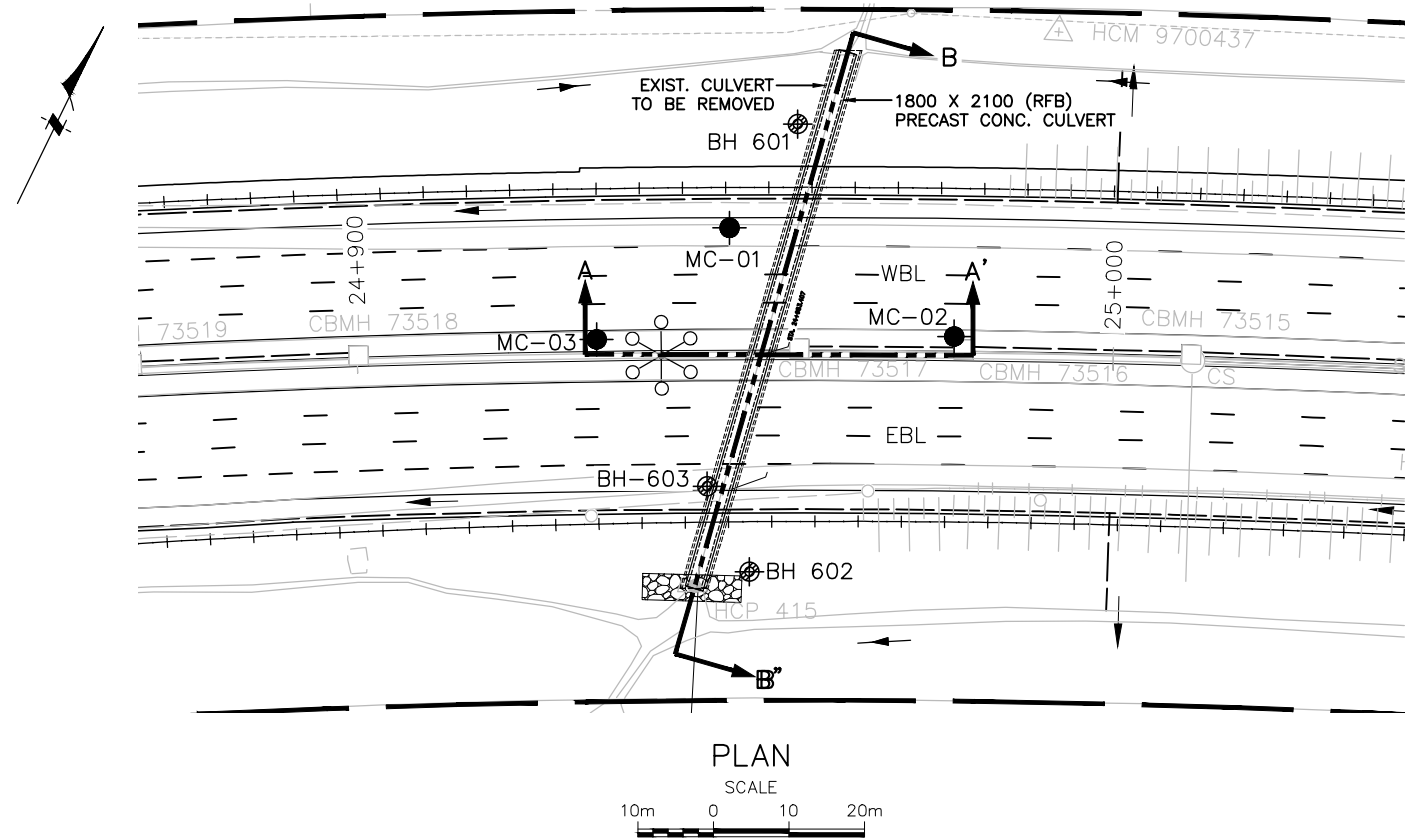 HCM 9700437
B
EXIST. CULVERT
TO BE REMOVED
1800 X 2100 (RFB)
PRECAST CONC. CULVERT
BH 601
N
24+900
MC-01
A
WBL
A'
25+000
73519
CBMH 73518
MC-03
MC-02
CBMH 73515
CBMH 73517
CBMH 73516
CS
EBL
BH-603
BH 602
HCP 415
B"
PLAN
SCALE
10m 0 10 20m